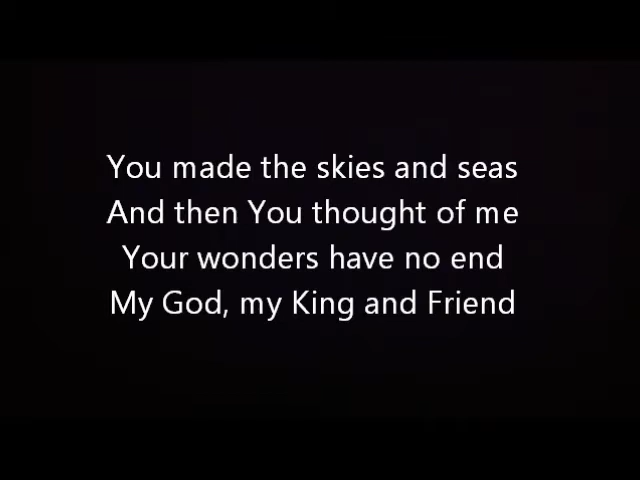 You made the skies and seas
And then You thought of me
Your wonders have no end
My God, my King and Friend